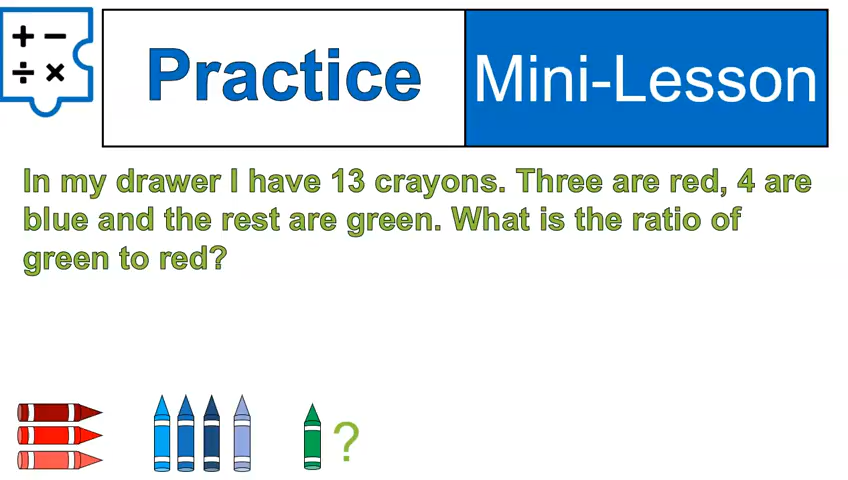 + −
÷ ×
Practice
Mini-Lesson
In my drawer I have 13 crayons. Three are red, 4 are
blue and the rest are green. What is the ratio of
green to red?
?